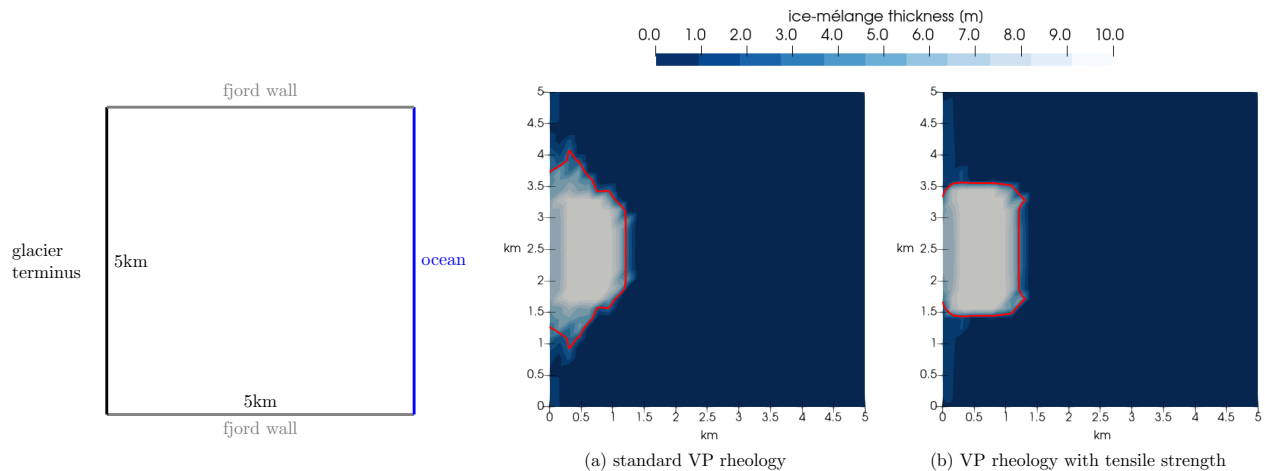 ice-mélange thickness [m]
0.0 1.0 2.0 3.0 4.0 5.0 6.0 7.0 8.0 9.0 10.0
fjord wall
glacier
terminus
5km
ocean
5km
fjord wall
5
4.5
4
3.5
3
km 2.5
2
1.5
1
0.5
0
0 0.5 1 1.5 2 2.5 3 3.5 4 4.5 5
km
(a) standard VP rheology
5
4.5
4
3.5
3
km 2.5
2
1.5
1
0.5
0
0 0.5 1 1.5 2 2.5 3 3.5 4 4.5 5
km
(b) VP rheology with tensile strength